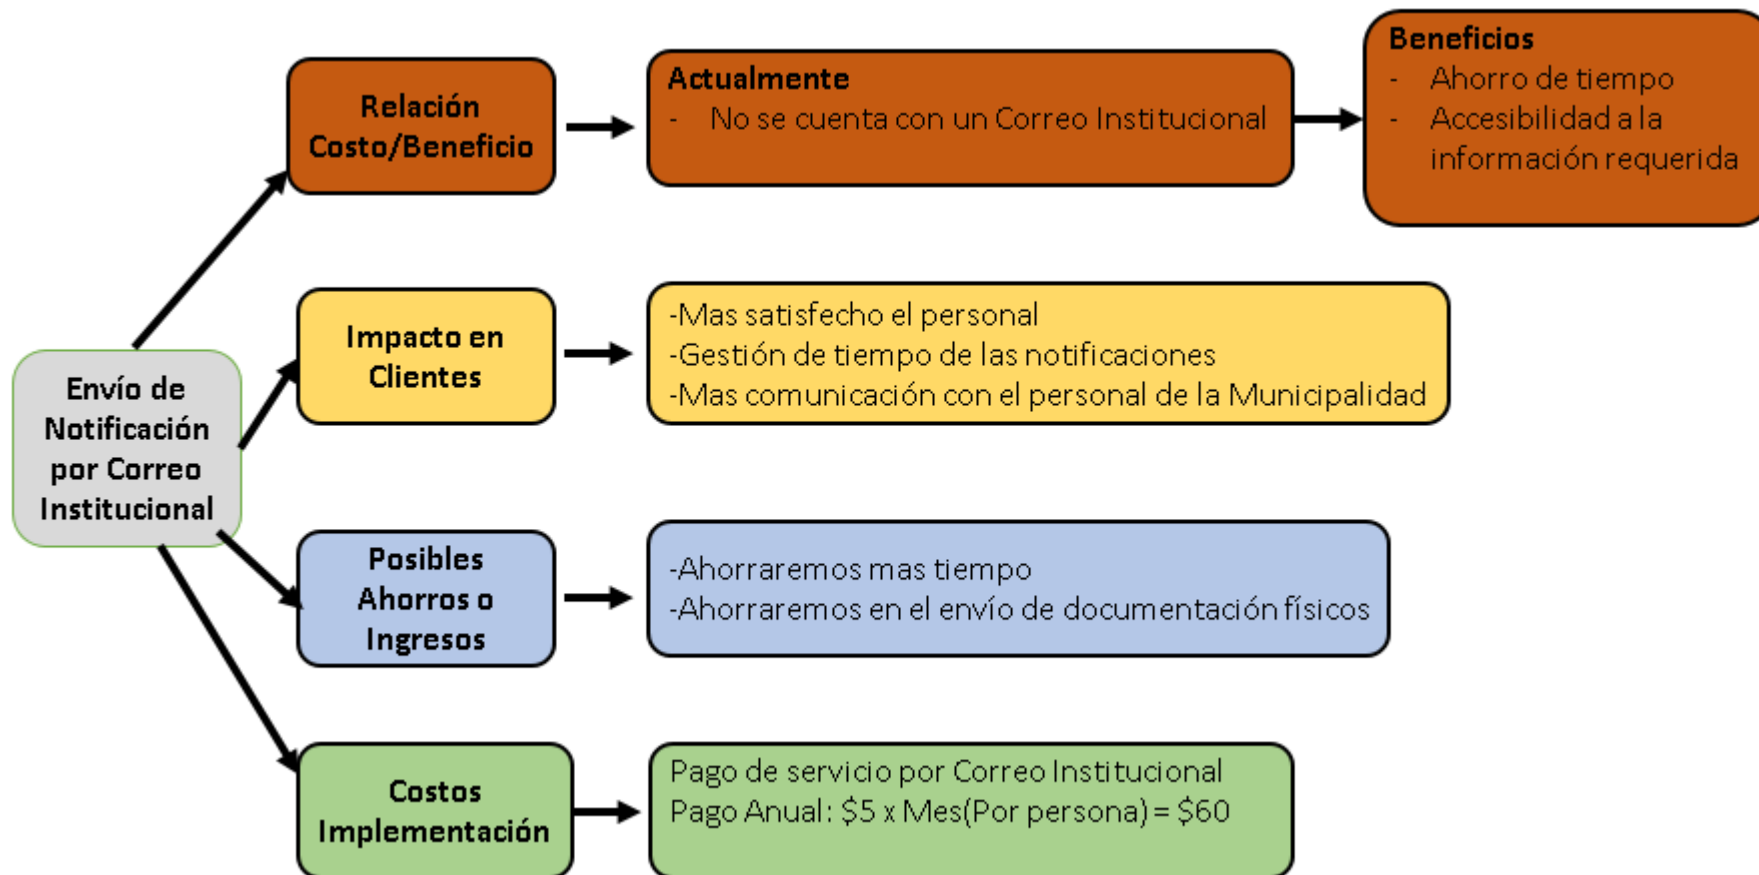 Envío de
Notificación
por Correo
Institucional
Relación
Costo/Beneficio
Actualmente
- No se cuenta con un Correo Institucional
Beneficios
- Ahorro de tiempo
- Accesibilidad a la
información requerida
Impacto en
Clientes
-Mas satisfecho el personal
-Gestión de tiempo de las notificaciones
-Mas comunicación con el personal de la Municipalidad
Posibles
Ahorros o
Ingresos
-Ahorraremos mas tiempo
-Ahorraremos en el envío de documentación físicos
Costos
Implementación
Pago de servicio por Correo Institucional
Pago Anual: $5 x Mes(Por persona) = $60